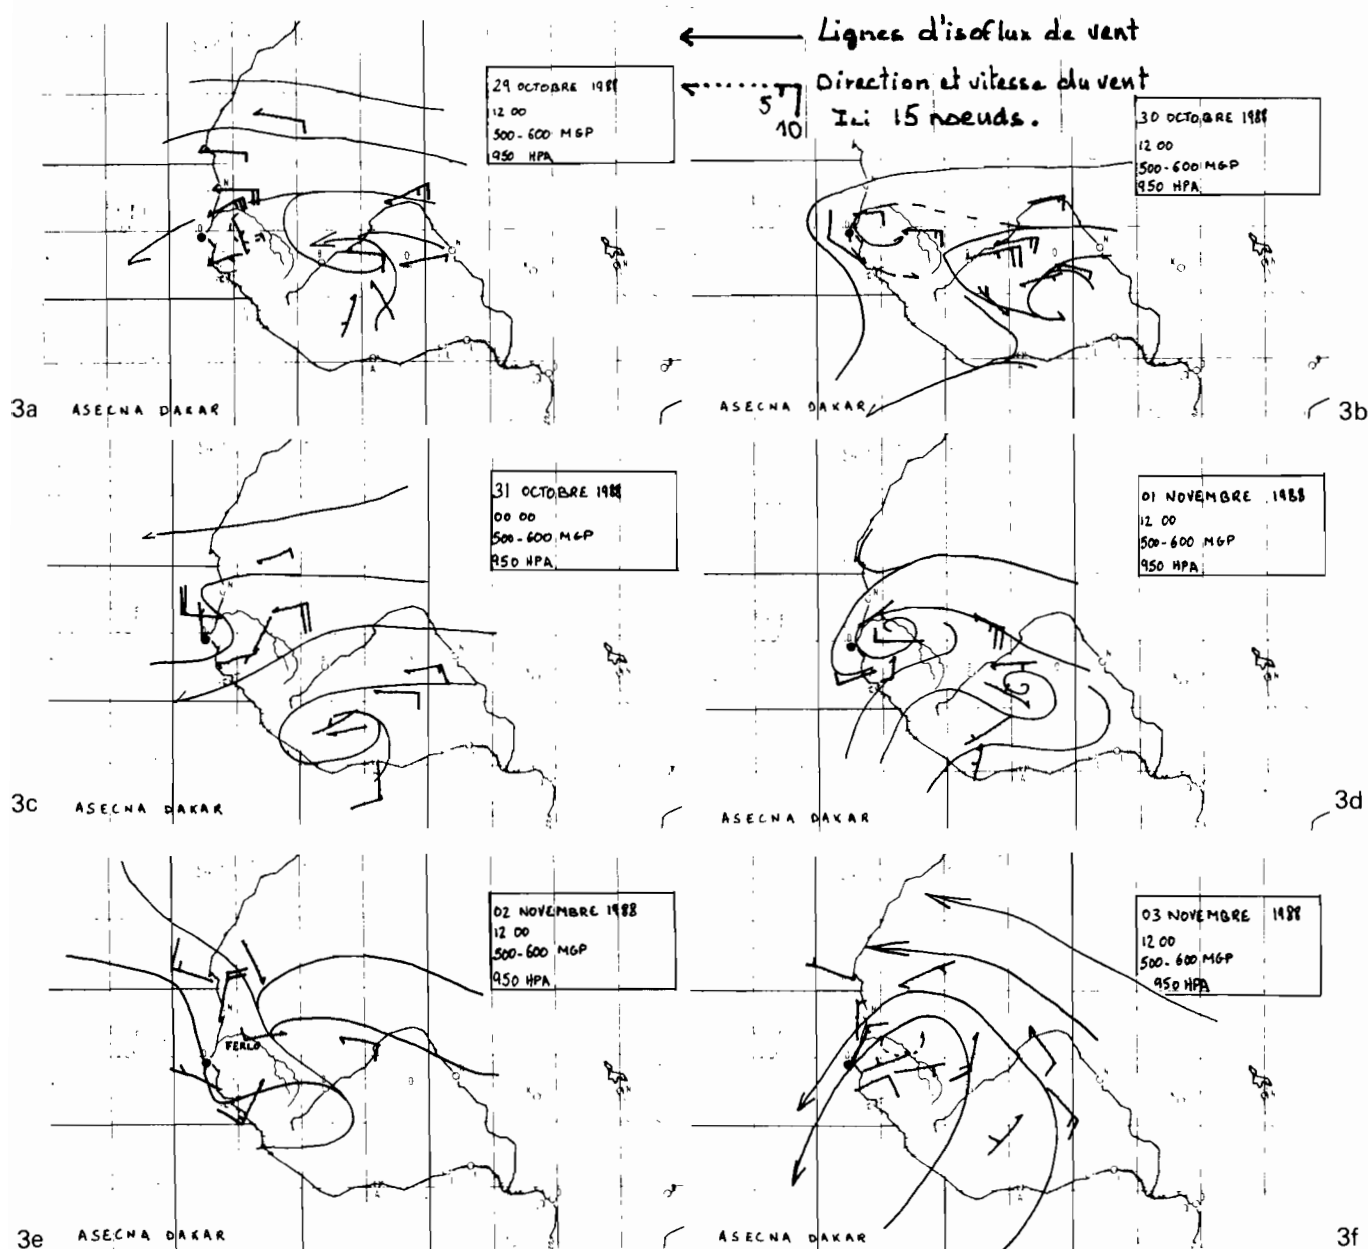 Lignes d'isoflux de vent
Direction et vitesse du vent
5
10
Ici 15 noeuds.
29 OCTOBRE 1988
12 00
500-600 MGP
950 HPA
ASECNA DAKAR
3a
30 OCTOBRE 1988
12 00
500-600 MGP
950 HPA
ASECNA DAKAR
3b
31 OCTOBRE 1988
00 00
500-600 MGP
950 HPA
ASECNA DAKAR
3c
01 NOVEMBRE 1988
12 00
500-600 MGP
950 HPA
ASECNA DAKAR
3d
02 NOVEMBRE 1988
12 00
500-600 MGP
950 HPA
FERLO
ASECNA DAKAR
3e
03 NOVEMBRE 1988
12 00
500-600 MGP
950 HPA
ASECNA DAKAR
3f